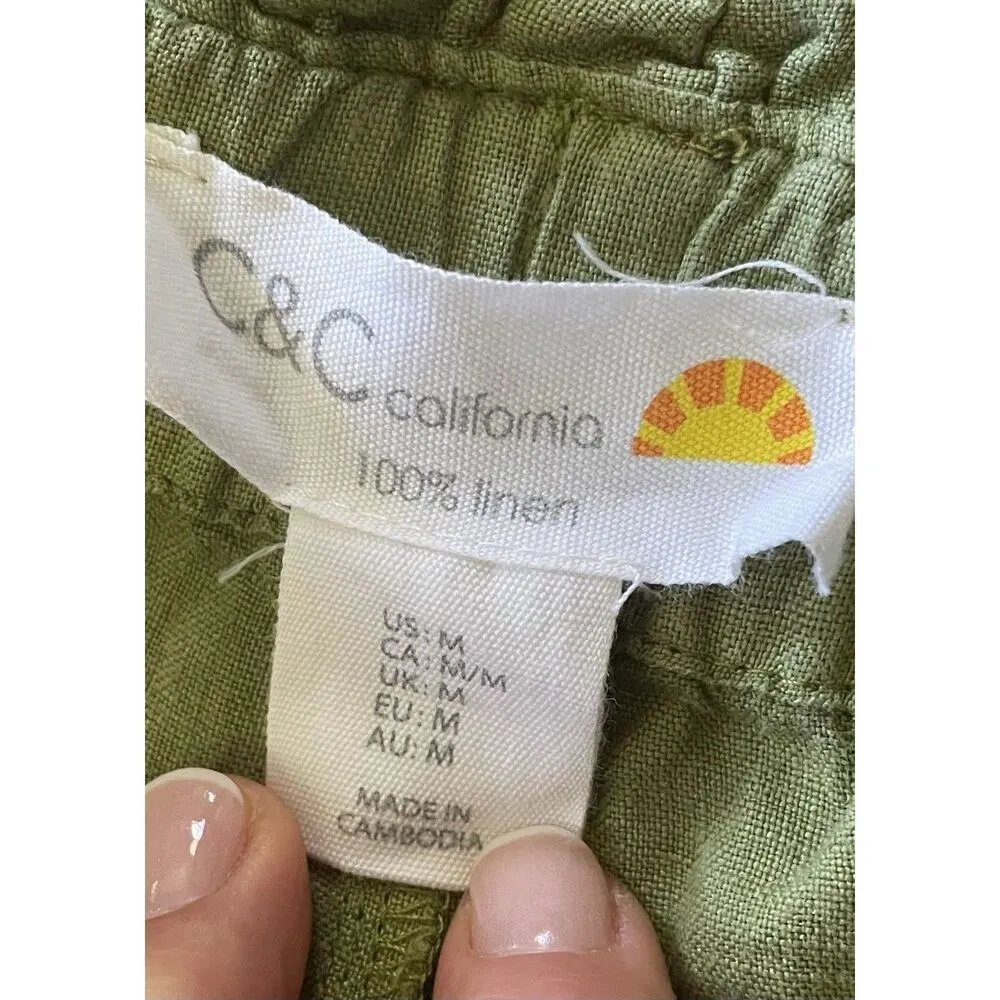 C&C california
100% linen
US: M
CA: M/M
UK: M
EU: M
AU: M
MADE IN
CAMBODIA